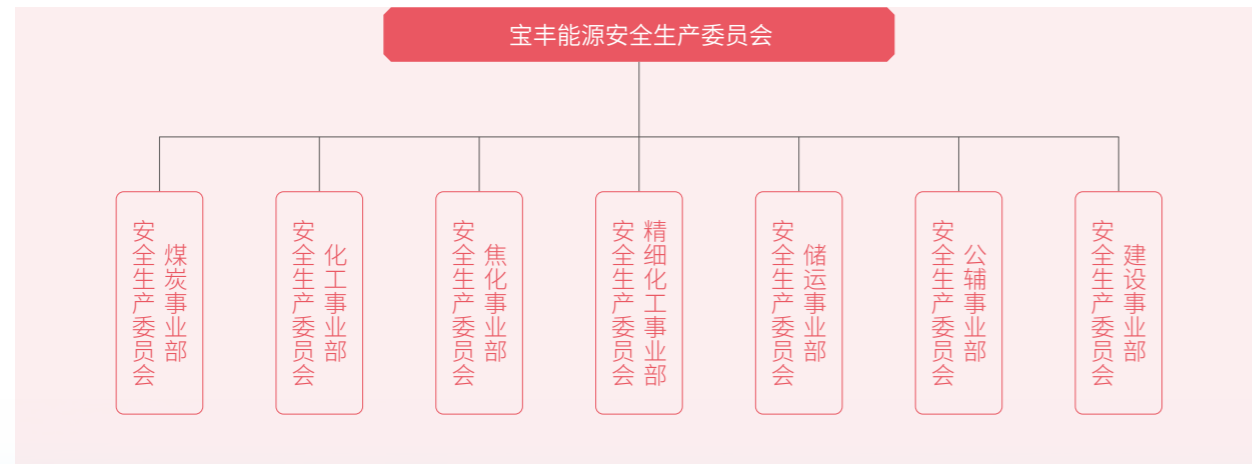 宝丰能源安全生产委员会
煤炭事业部
安全生产委员会
化工事业部
安全生产委员会
焦化事业部
安全生产委员会
精细化工事业部
安全生产委员会
储运事业部
安全生产委员会
公辅事业部
安全生产委员会
建设事业部
安全生产委员会